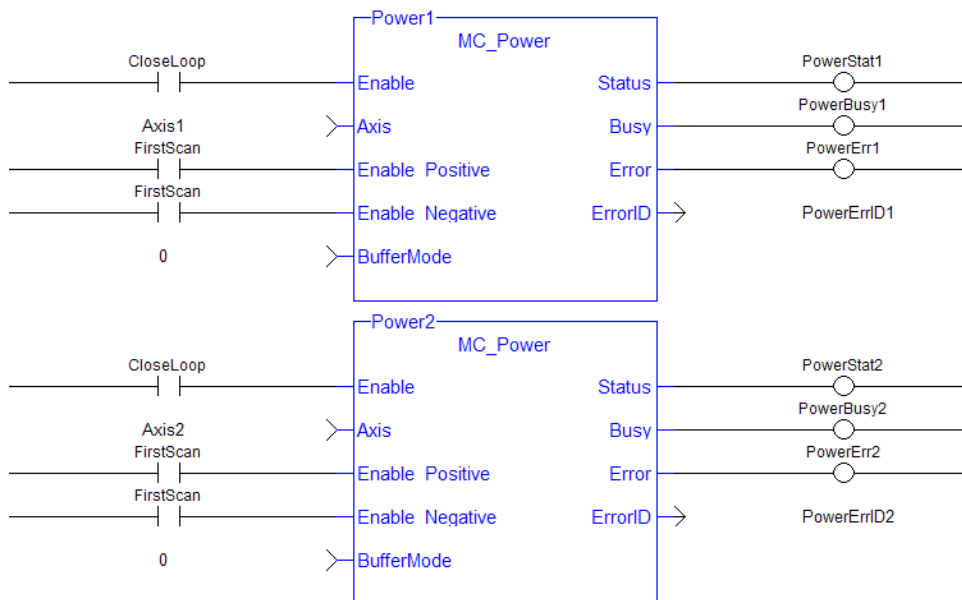 Power1
MC_Power
CloseLoop
Enable
Status
PowerStat1
Axis1
Axis
Busy
PowerBusy1
FirstScan
Enable Positive
Error
PowerErr1
FirstScan
Enable Negative
ErrorID
PowerErrID1
0
BufferMode
Power2
MC_Power
CloseLoop
Enable
Status
PowerStat2
Axis2
Axis
Busy
PowerBusy2
FirstScan
Enable Positive
Error
PowerErr2
FirstScan
Enable Negative
ErrorID
PowerErrID2
0
BufferMode